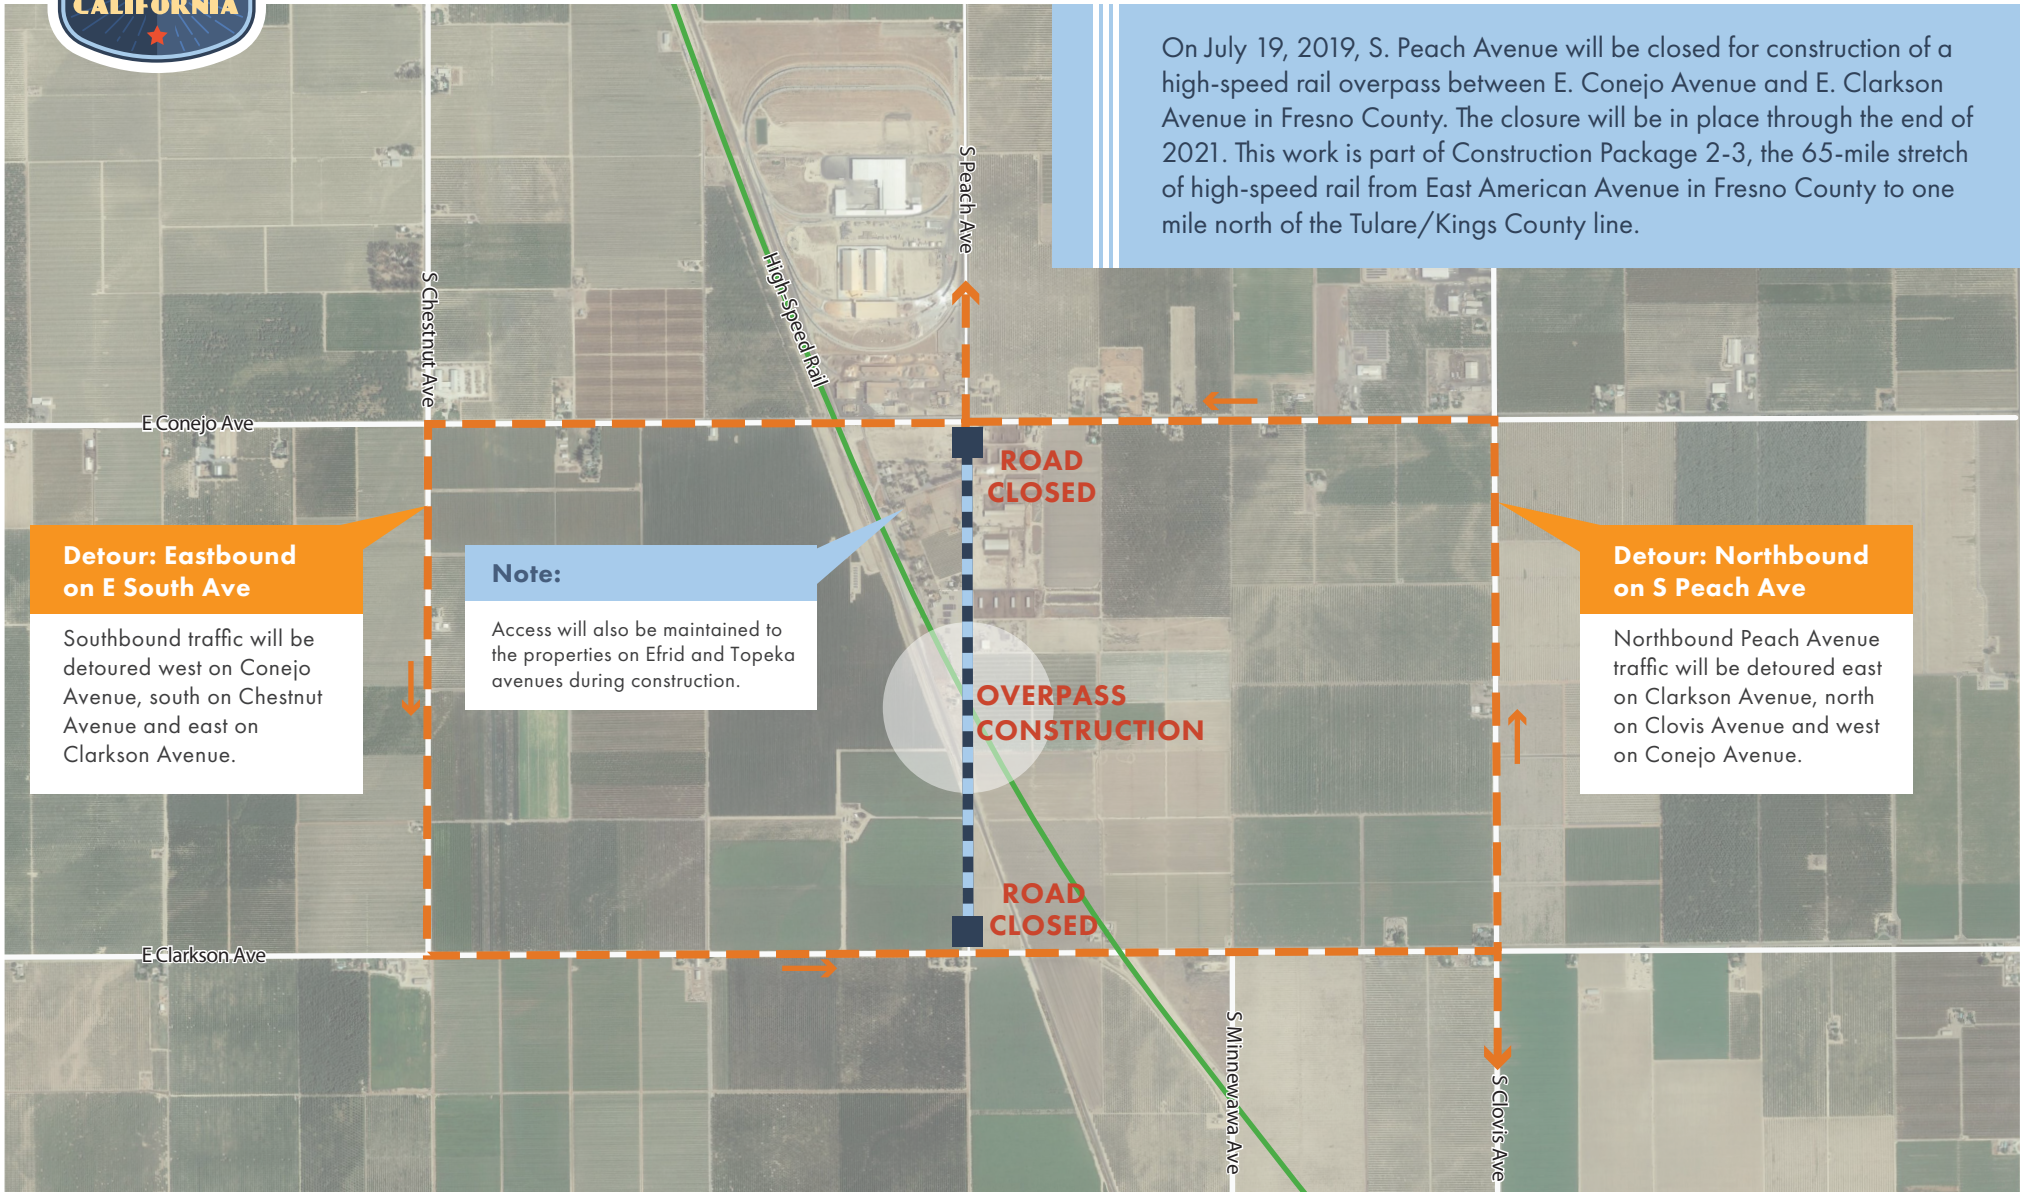 CALIFORNIA
On July 19, 2019, S. Peach Avenue will be closed for construction of a
high-speed rail overpass between E. Conejo Avenue and E. Clarkson
Avenue in Fresno County. The closure will be in place through the end of
2021. This work is part of Construction Package 2-3, the 65-mile stretch
of high-speed rail from East American Avenue in Fresno County to one
mile north of the Tulare/Kings County line.
S Peach Ave
High-Speed Rail
S Chestnut Ave
E Conejo Ave
ROAD
CLOSED
Detour: Eastbound
on E South Ave
Southbound traffic will be
detoured west on Conejo
Avenue, south on Chestnut
Avenue and east on
Clarkson Avenue.
Note:
Access will also be maintained to
the properties on Efrid and Topeka
avenues during construction.
OVERPASS
CONSTRUCTION
Detour: Northbound
on S Peach Ave
Northbound Peach Avenue
traffic will be detoured east
on Clarkson Avenue, north
on Clovis Avenue and west
on Conejo Avenue.
ROAD
CLOSED
E Clarkson Ave
S Minnewawa Ave
S Clovis Ave